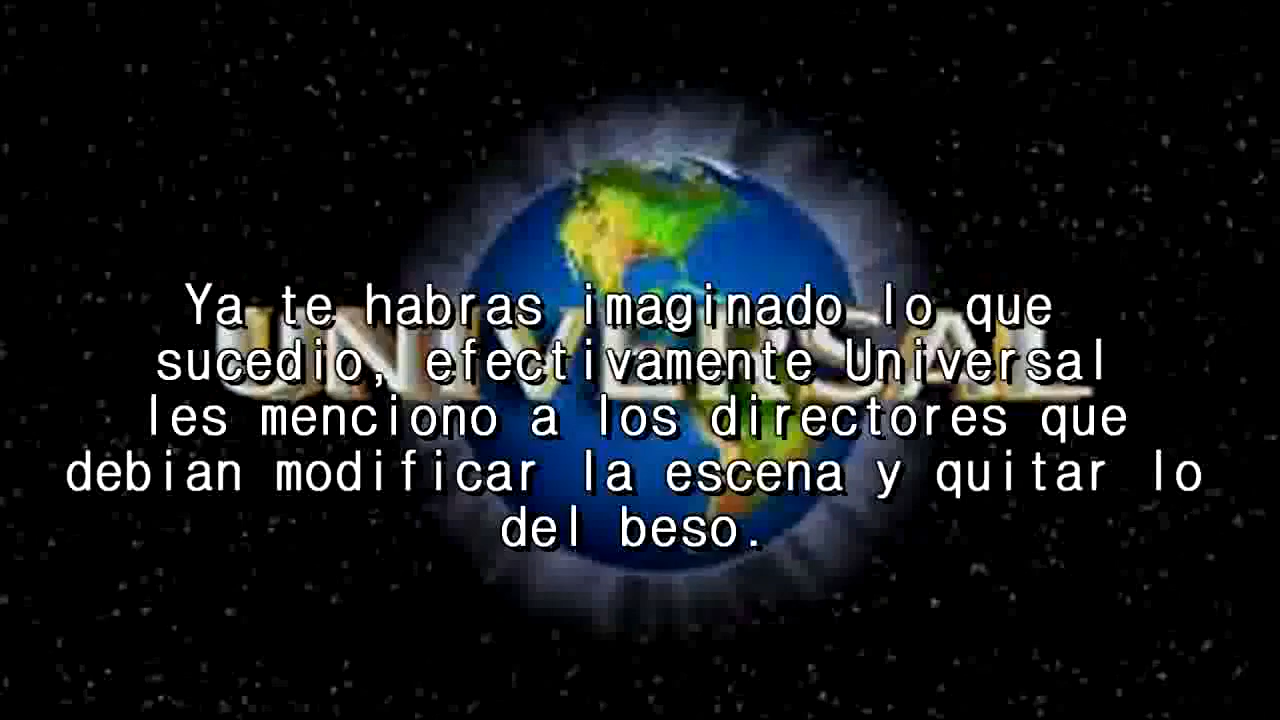 Ya te habras imaginado lo que
sucedio, efectivamente Universal
les menciono a los directores que
debian modificar la escena y quitar lo
del beso.
UNIVERSAL